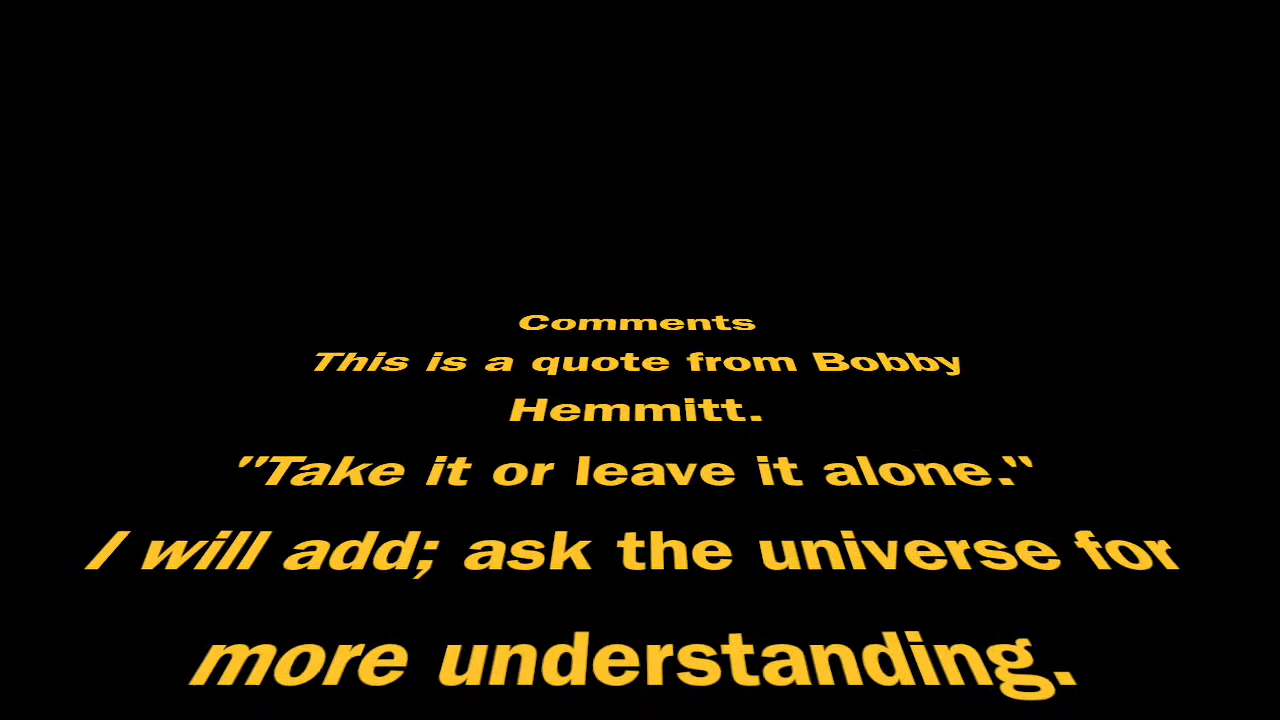 Comments
This is a quote from Bobby
Hemmitt.
"Take it or leave it alone."
I will add; ask the universe for
more understanding.